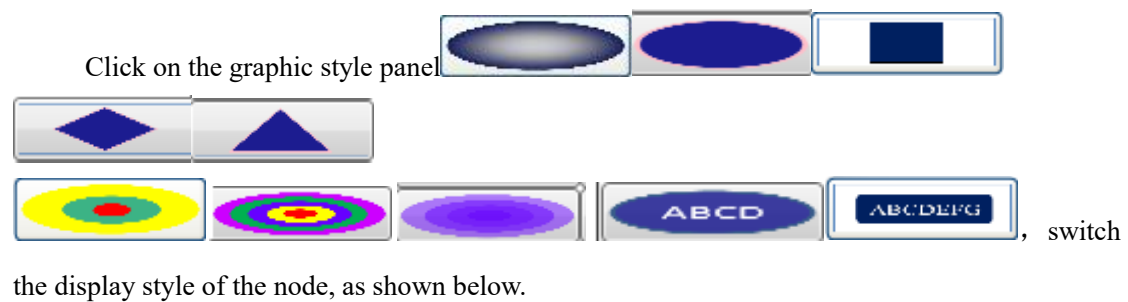 Click on the graphic style panel
ABCD ABCDEFG, switch
the display style of the node, as shown below.